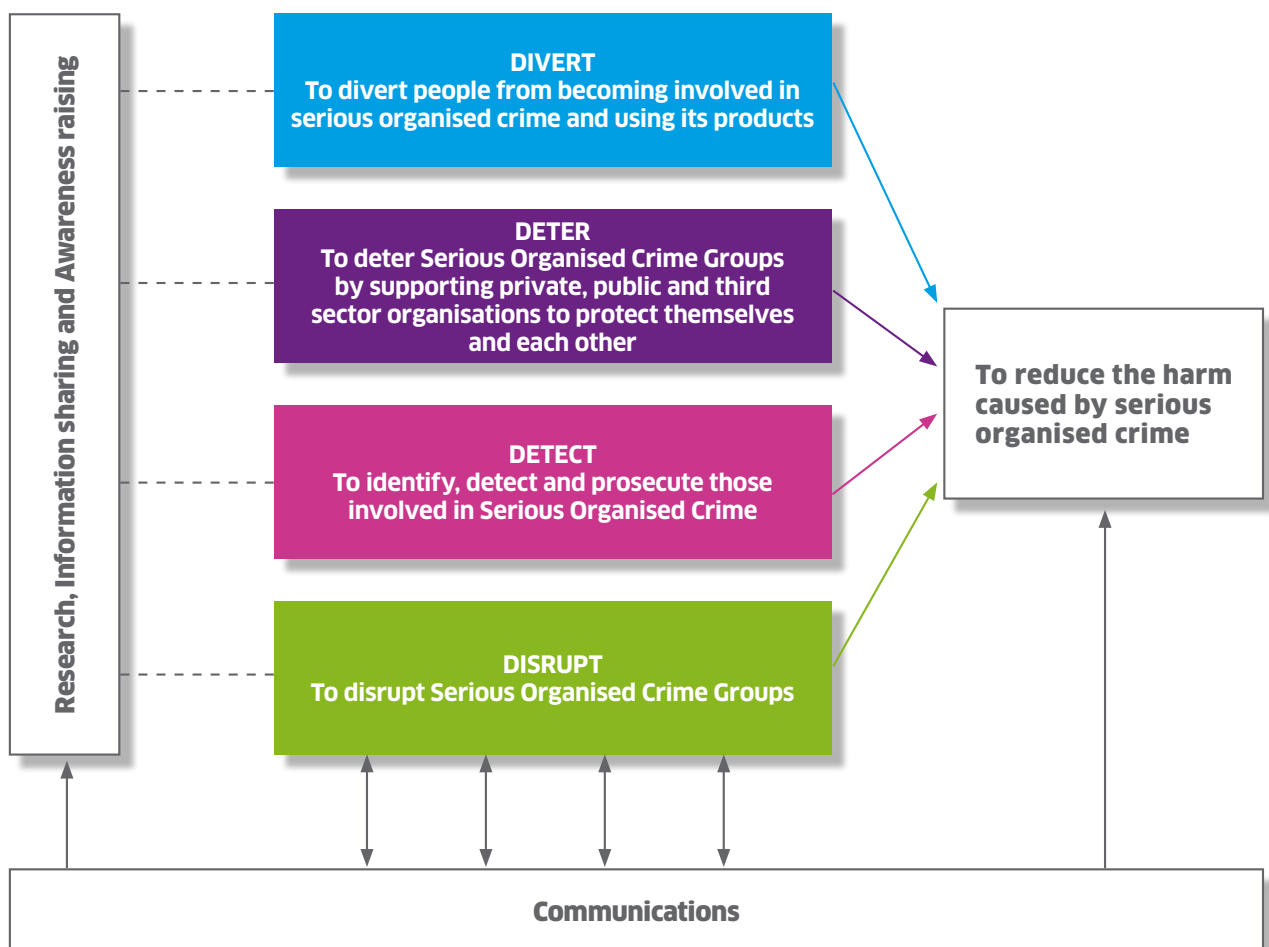 Research, Information sharing and Awareness raising
DIVERT
To divert people from becoming involved in
serious organised crime and using its products
DETER
To deter Serious Organised Crime Groups
by supporting private, public and third
sector organisations to protect themselves
and each other
DETECT
To identify, detect and prosecute those
involved in Serious Organised Crime
DISRUPT
To disrupt Serious Organised Crime Groups
To reduce the harm
caused by serious
organised crime
Communications